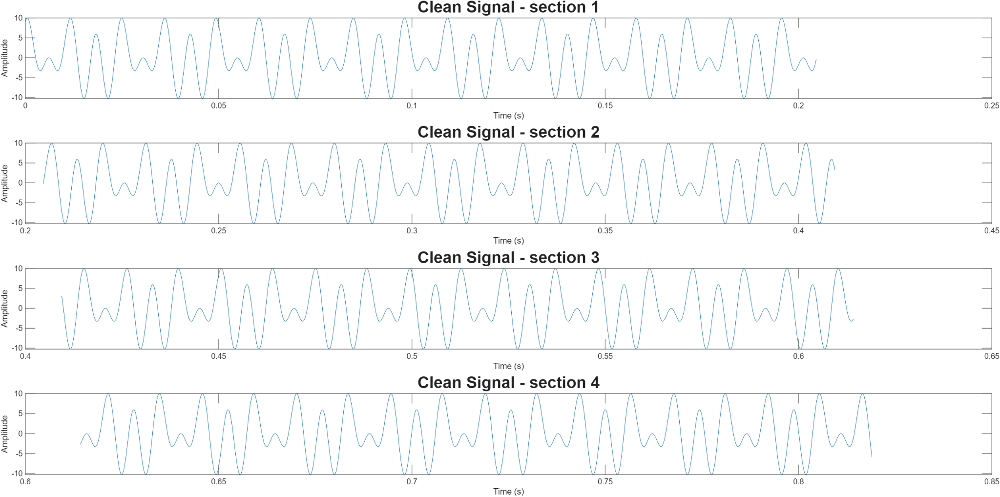 Clean Signal - section 1
10
5
0
-5
-10
Amplitude
0 0.05 0.1 0.15 0.2 0.25
Time (s)
Clean Signal - section 2
10
5
0
-5
-10
Amplitude
0.2 0.25 0.3 0.35 0.4 0.45
Time (s)
Clean Signal - section 3
10
5
0
-5
-10
Amplitude
0.4 0.45 0.5 0.55 0.6 0.65
Time (s)
Clean Signal - section 4
10
5
0
-5
-10
Amplitude
0.6 0.65 0.7 0.75 0.8 0.85
Time (s)